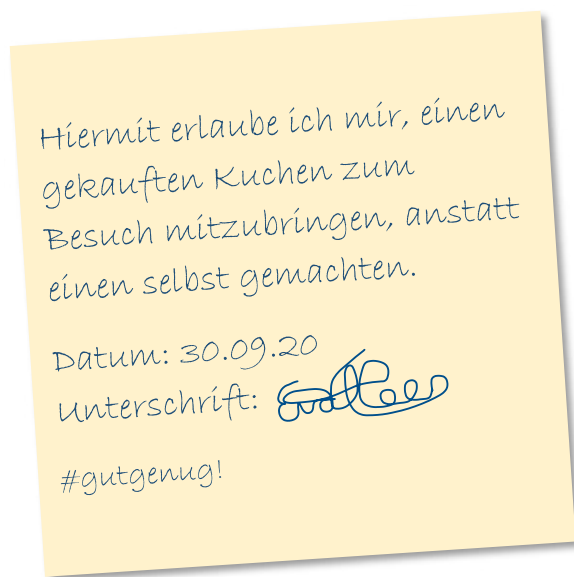 Hiermit erlaube ich mir, einen
gekauften Kuchen zum
Besuch mitzubringen, anstatt
einen selbst gemachten.
Datum: 30.09.20
Unterschrift:
#gutgenug!